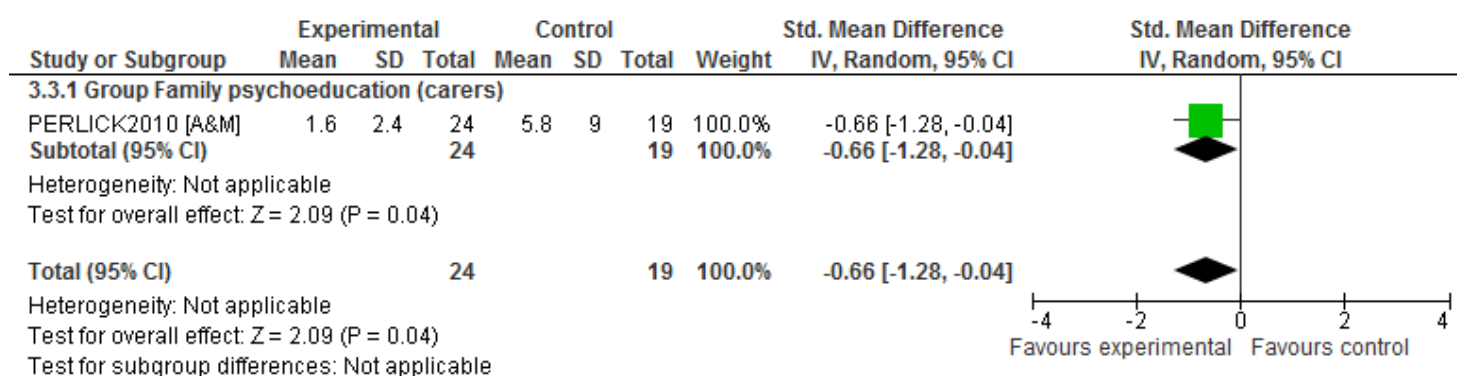 Experimental Control Std. Mean Difference Std. Mean Difference
Study or Subgroup Mean SD Total Mean SD Total Weight IV, Random, 95% CI IV, Random, 95% CI
3.3.1 Group Family psychoeducation (carers)
PERLICK2010 [A&M] 1.6 2.4 24 5.8 9 19 100.0% -0.66 [-1.28, -0.04]
Subtotal (95% CI) 24 19 100.0% -0.66 [-1.28, -0.04]
Heterogeneity: Not applicable
Test for overall effect: Z = 2.09 (P = 0.04)
Total (95% CI) 24 19 100.0% -0.66 [-1.28, -0.04]
Heterogeneity: Not applicable
Test for overall effect: Z = 2.09 (P = 0.04)
Test for subgroup differences: Not applicable
-4 -2 0 2 4
Favours experimental Favours control